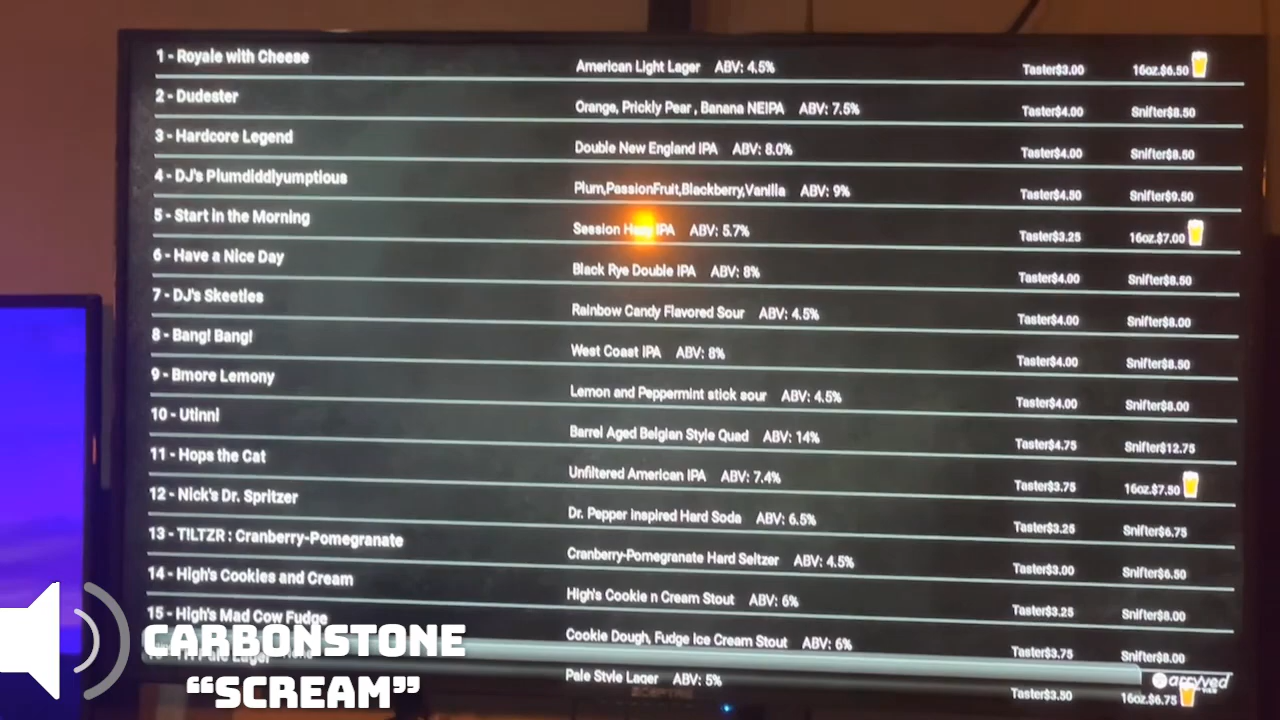 1 - Royale with Cheese American Light Lager ABV: 4.5% Taster$3.00 16oz.$6.50
2 - Dudester Orange, Prickly Pear , Banana NEIPA ABV: 7.5% Taster$4.00 Snifter$8.50
3 - Hardcore Legend Double New England IPA ABV: 8.0% Taster$4.00 Snifter$8.50
4 - DJ's Plumdiddlyumptious Plum,PassionFruit,Blackberry,Vanilla ABV: 9% Taster$4.50 Snifter$9.50
5 - Start in the Morning Session Hazy IPA ABV: 5.7% Taster$3.25 16oz.$7.00
6 - Have a Nice Day Black Rye Double IPA ABV: 8% Taster$4.00 Snifter$8.50
7 - DJ's Skeetles Rainbow Candy Flavored Sour ABV: 4.5% Taster$4.00 Snifter$8.00
8 - Bang! Bang! West Coast IPA ABV: 8% Taster$4.00 Snifter$8.50
9 - Bmore Lemony Lemon and Peppermint stick sour ABV: 4.5% Taster$4.00 Snifter$8.00
10 - Utinni Barrel Aged Belgian Style Quad ABV: 14% Taster$4.75 Snifter$12.75
11 - Hops the Cat Unfiltered American IPA ABV: 7.4% Taster$3.75 16oz.$7.50
12 - Nick's Dr. Spritzer Dr. Pepper inspired Hard Soda ABV: 6.5% Taster$3.25 Snifter$6.75
13 - TILTZR : Cranberry-Pomegranate Cranberry-Pomegranate Hard Seltzer ABV: 4.5% Taster$3.00 Snifter$6.50
14 - High's Cookies and Cream High's Cookie n Cream Stout ABV: 6% Taster$3.25 Snifter$8.00
15 - High's Mad Cow Fudge Cookie Dough, Fudge Ice Cream Stout ABV: 6% Taster$3.75 Snifter$8.00
Pale Lager Pale Style Lager ABV: 5% Taster$3.50 16oz.$6.75
arryved
SCEPTRE
CARBONSTONE
“SCREAM”